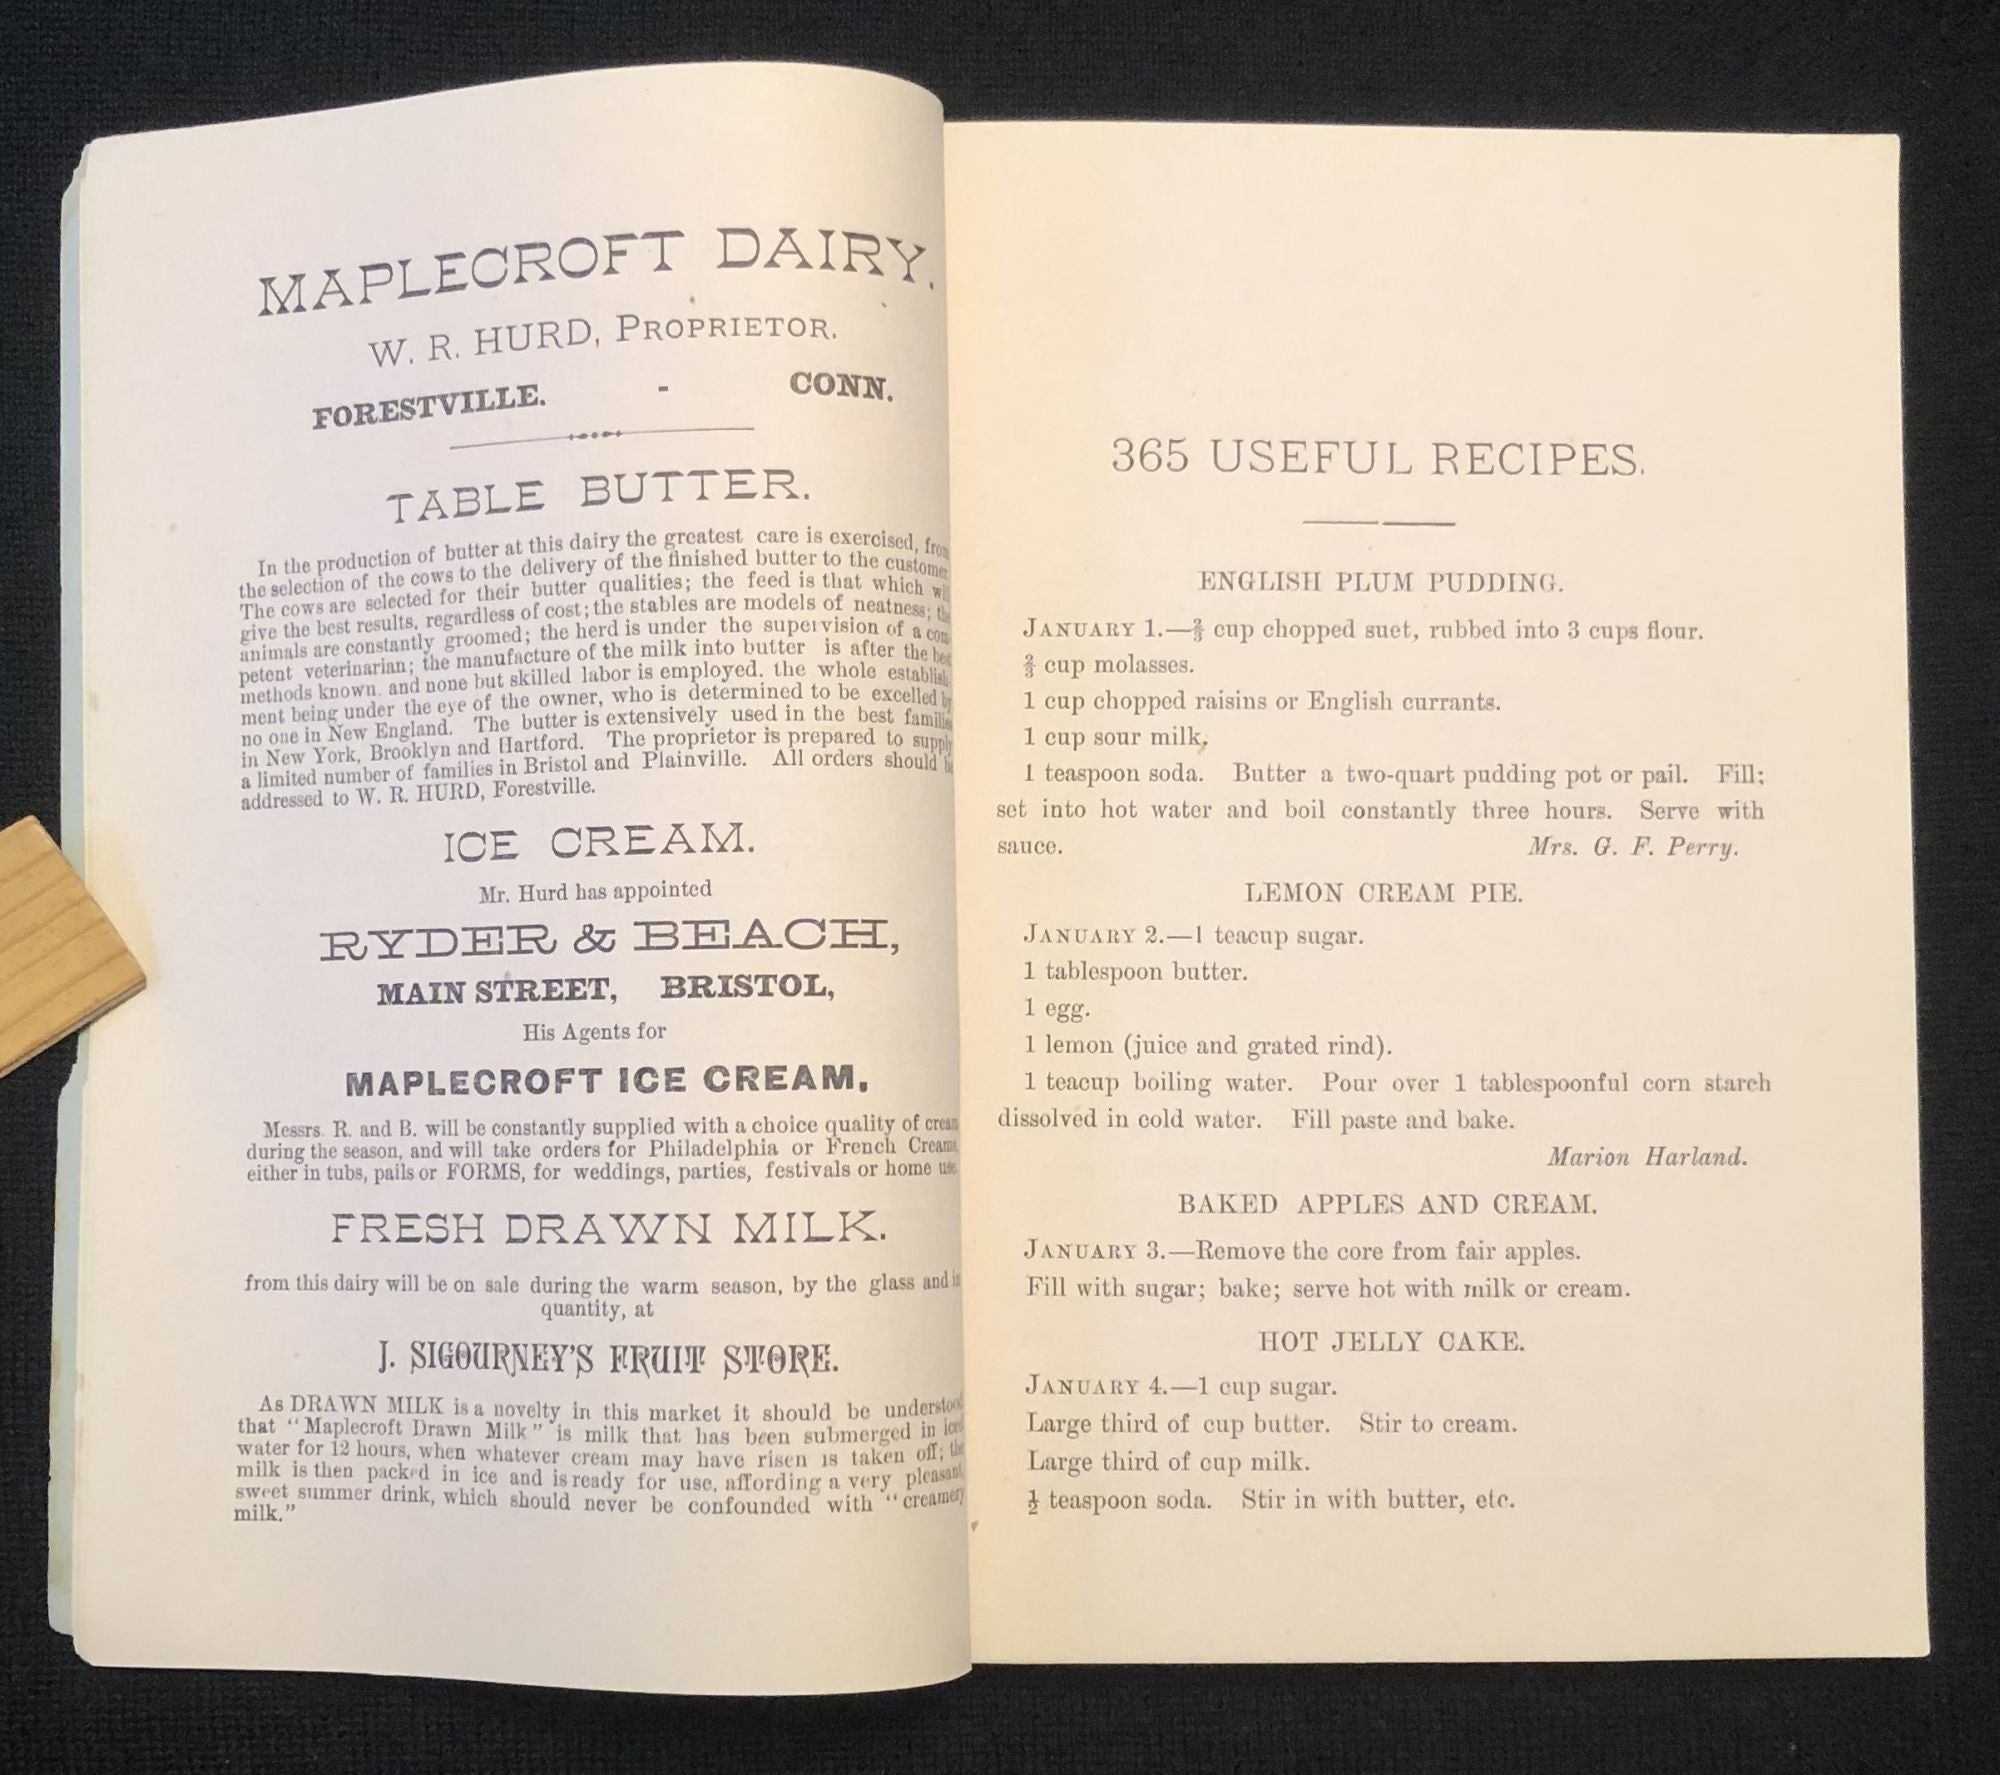 MAPLECROFT DAIRY.
W. R. HURD, PROPRIETOR.
FORESTVILLE. - CONN.
TABLE BUTTER.
In the production of butter at this dairy the greatest care is exercised, from
the selection of the cows to the delivery of the finished butter to the customer
The cows are selected for their butter qualities; the feed is that which will
give the best results, regardless of cost; the stables are models of neatness; the
animals are constantly groomed; the herd is under the supervision of a com
petent veterinarian; the manufacture of the milk into butter is after the best
methods known, and none but skilled labor is employed. the whole establish-
ment being under the eye of the owner, who is determined to be excelled by
no one in New England. The butter is extensively used in the best families
in New York, Brooklyn and Hartford. The proprietor is prepared to supply
a limited number of families in Bristol and Plainville. All orders should be
addressed to W. R. HURD, Forestville.
ICE CREAM.
Mr. Hurd has appointed
RYDER & BEACH,
MAIN STREET, BRISTOL,
His Agents for
MAPLECROFT ICE CREAM,
Messrs. R. and B. will be constantly supplied with a choice quality of cream
during the season, and will take orders for Philadelphia or French Creams,
either in tubs, pails or FORMS, for weddings, parties, festivals or home use.
FRESH DRAWN MILK.
from this dairy will be on sale during the warm season, by the glass and in
quantity, at
J. SIGOURNEY'S FRUIT STORE.
As DRAWN MILK is a novelty in this market it should be understood
that "Maplecroft Drawn Milk" is milk that has been submerged in iced
water for 12 hours, when whatever cream may have risen is taken off; the
milk is then packed in ice and is ready for use, affording a very pleasant,
sweet summer drink, which should never be confounded with "creamery
milk."
365 USEFUL RECIPES.
ENGLISH PLUM PUDDING.
JANUARY 1.—⅔ cup chopped suet, rubbed into 3 cups flour.
⅔ cup molasses.
1 cup chopped raisins or English currants.
1 cup sour milk.
1 teaspoon soda. Butter a two-quart pudding pot or pail. Fill;
set into hot water and boil constantly three hours. Serve with
sauce. Mrs. G. F. Perry.
LEMON CREAM PIE.
JANUARY 2.—1 teacup sugar.
1 tablespoon butter.
1 egg.
1 lemon (juice and grated rind).
1 teacup boiling water. Pour over 1 tablespoonful corn starch
dissolved in cold water. Fill paste and bake.
Marion Harland.
BAKED APPLES AND CREAM.
JANUARY 3.—Remove the core from fair apples.
Fill with sugar; bake; serve hot with milk or cream.
HOT JELLY CAKE.
JANUARY 4.—1 cup sugar.
Large third of cup butter. Stir to cream.
Large third of cup milk.
½ teaspoon soda. Stir in with butter, etc.